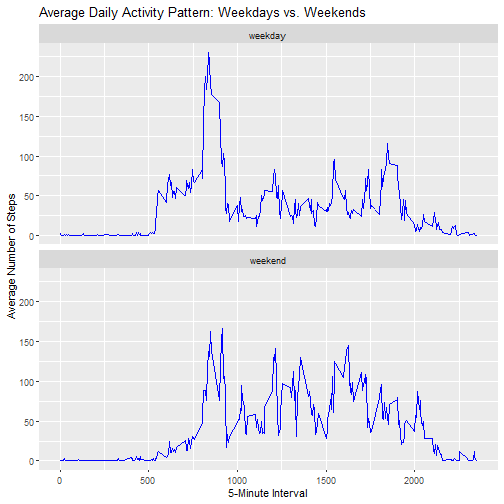 Average Daily Activity Pattern: Weekdays vs. Weekends
weekday
200
150
100
50
0
weekend
200
150
100
50
0
Average Number of Steps
0 500 1000 1500 2000
5-Minute Interval